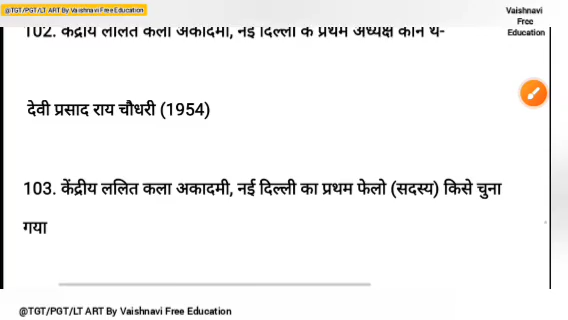 @TGT/PGT/LT ART By Vaishnavi Free Education
Vaishnavi
Free
Education
102. केंद्रीय ललित कला अकादमी, नई दिल्ली के प्रथम अध्यक्ष कौन थे-
देवी प्रसाद राय चौधरी (1954)
103. केंद्रीय ललित कला अकादमी, नई दिल्ली का प्रथम फेलो (सदस्य) किसे चुना
गया
@TGT/PGT/LT ART By Vaishnavi Free Education